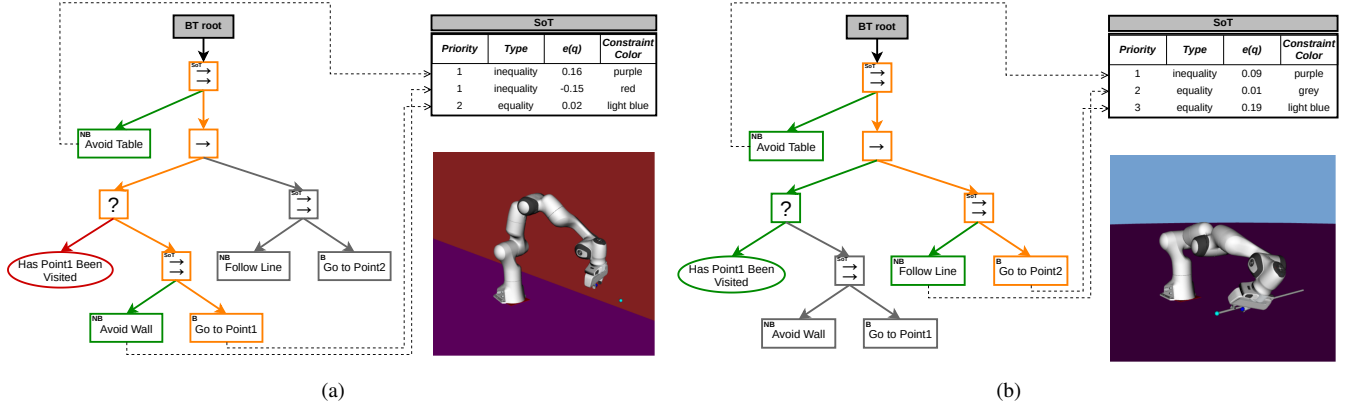 BT root
SoT
Priority Type e(q) Constraint Color
1 inequality 0.16 purple
1 inequality -0.15 red
2 equality 0.02 light blue
SoT
→
→
NB
Avoid Table
→
?
SoT
→
→
Has Point1 Been
Visited
SoT
→
→
NB
Follow Line
B
Go to Point2
NB
Avoid Wall
B
Go to Point1
(a)
BT root
SoT
Priority Type e(q) Constraint Color
1 inequality 0.09 purple
2 equality 0.01 grey
3 equality 0.19 light blue
SoT
→
→
NB
Avoid Table
→
?
SoT
→
→
Has Point1 Been
Visited
SoT
→
→
NB
Follow Line
B
Go to Point2
NB
Avoid Wall
B
Go to Point1
(b)